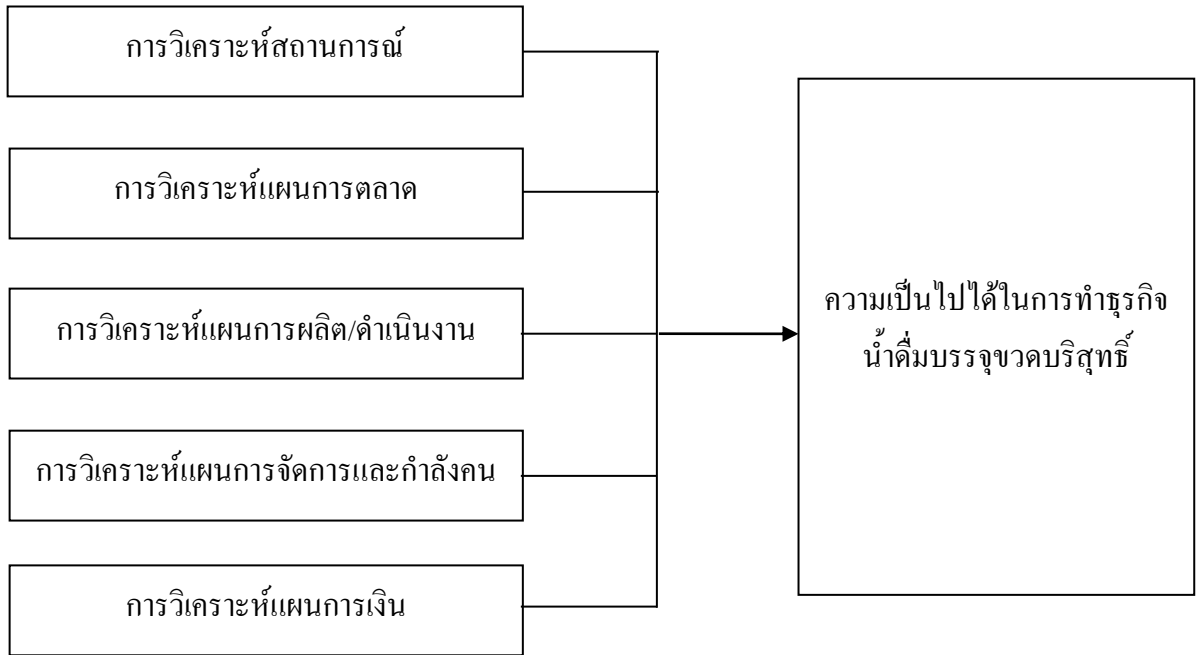 การวิเคราะห์สถานการณ์
การวิเคราะห์แผนการตลาด
การวิเคราะห์แผนการผลิต/ดำเนินงาน
การวิเคราะห์แผนการจัดการและกำลังคน
การวิเคราะห์แผนการเงิน
ความเป็นไปได้ในการทำธุรกิจ
น้ำดื่มบรรจุขวดบริสุทธิ์